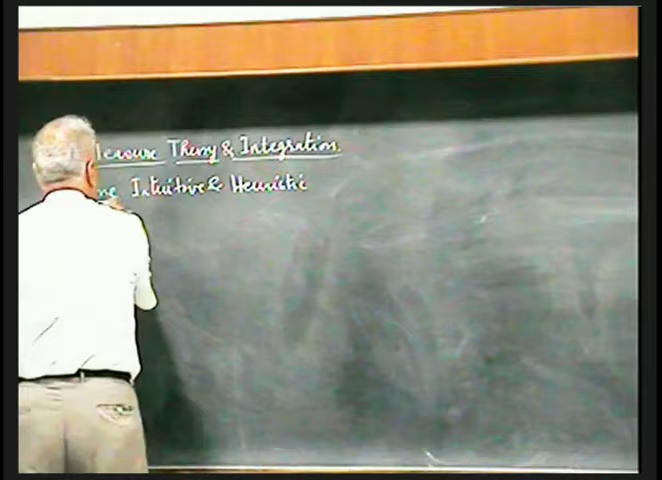 Measure Theory & Integration.
Intuitive & Heuristic